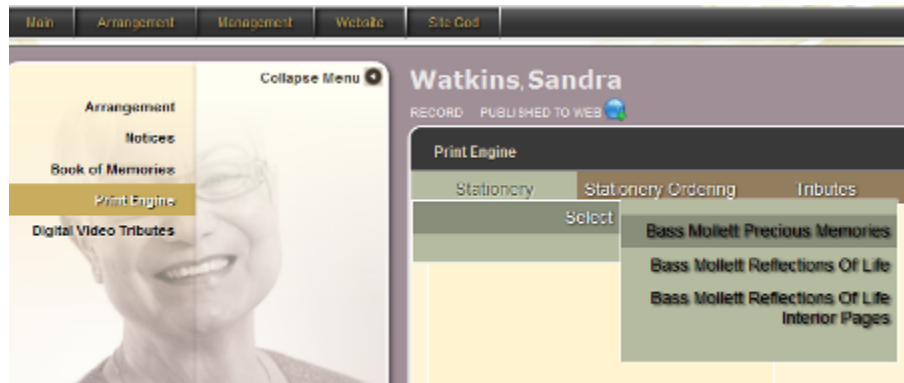 Main Arrangement Management Website Site God
Collapse Menu
Arrangement
Notices
Book of Memories
Print Engine
Digital Video Tributes
Watkins, Sandra
RECORD PUBLISHED TO WEB
Print Engine
Stationery Stationery Ordering Tributes
Select
Bass Mollett Precious Memories
Bass Mollett Reflections Of Life
Bass Mollett Reflections Of Life
Interior Pages